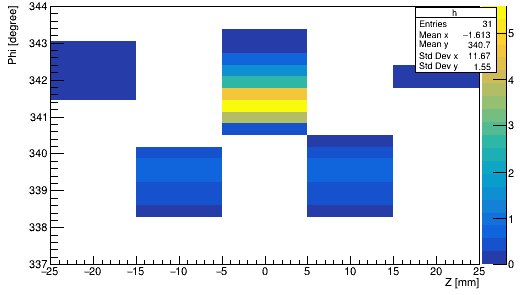 Phi [degree]
344
343
342
341
340
339
338
337
h
Entries 31
Mean x −1.613
Mean y 340.7
Std Dev x 11.67
Std Dev y 1.55
5
4
3
2
1
0
−25 −20 −15 −10 −5 0 5 10 15 20 25
Z [mm]